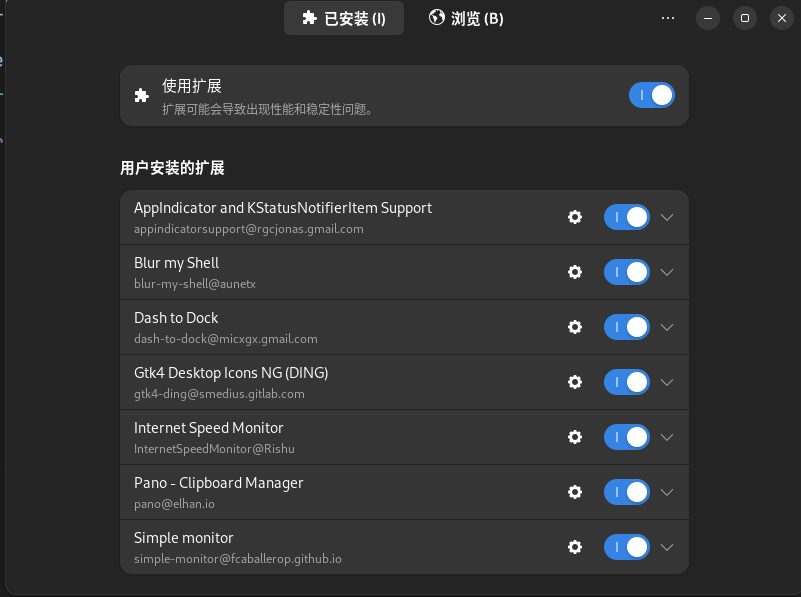 已安装 (I)
浏览 (B)
使用扩展
扩展可能会导致出现性能和稳定性问题。
用户安装的扩展
AppIndicator and KStatusNotifierItem Support
appindicatorsupport@rgcjonas.gmail.com
Blur my Shell
blur-my-shell@aunetx
Dash to Dock
dash-to-dock@micxgx.gmail.com
Gtk4 Desktop Icons NG (DING)
gtk4-ding@smedius.gitlab.com
Internet Speed Monitor
InternetSpeedMonitor@Rishu
Pano - Clipboard Manager
pano@elhan.io
Simple monitor
simple-monitor@fcaballerop.github.io